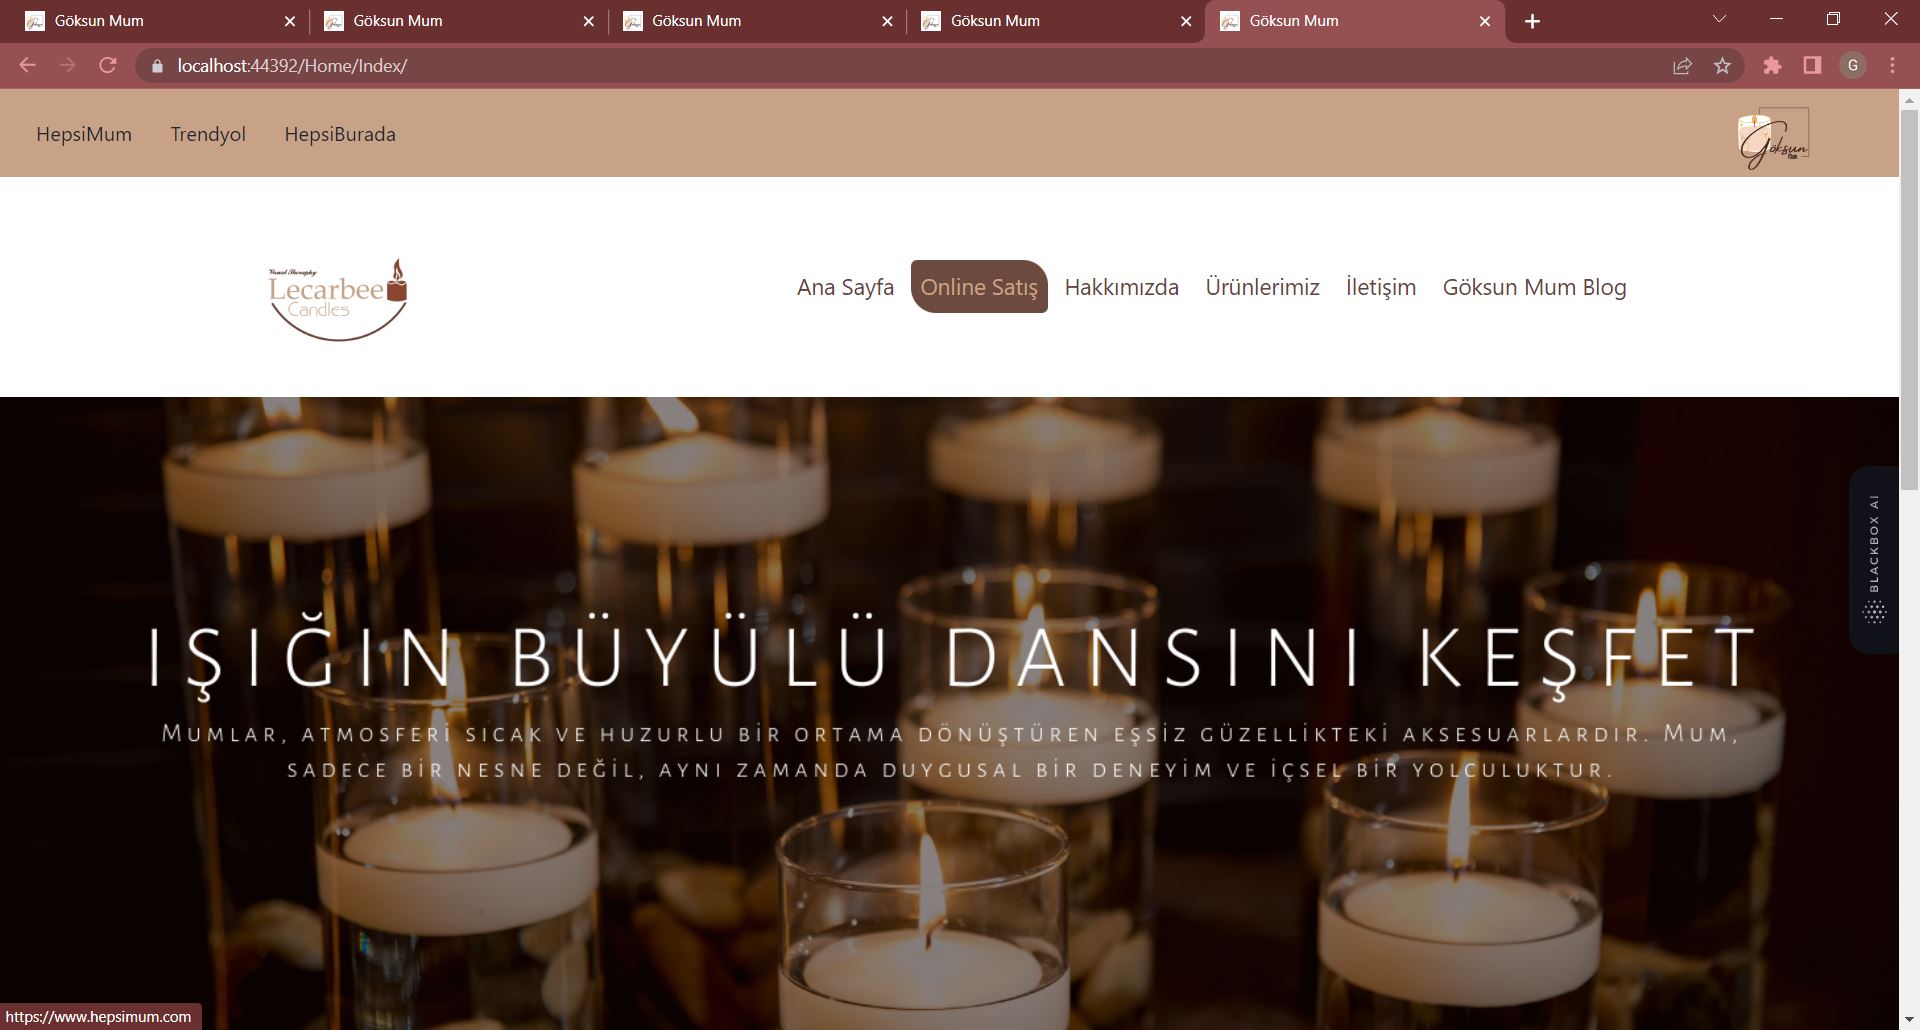 Göksun Mum
Göksun Mum
Göksun Mum
Göksun Mum
Göksun Mum
localhost:44392/Home/Index/
G
HepsiMum
Trendyol
HepsiBurada
Göksun
Mum
Visual Theraphy
Lecarbee
Candles
Ana Sayfa
Online Satış
Hakkımızda
Ürünlerimiz
İletişim
Göksun Mum Blog
BLACKBOX AI
IŞIĞIN BÜYÜLÜ DANSINI KEŞFET
MUMLAR, ATMOSFERİ SICAK VE HUZURLU BİR ORTAMA DÖNÜŞTÜREN EŞSİZ GÜZELLİKTEKİ AKSESUARLARDIR. MUM,
SADECE BİR NESNE DEĞİL, AYNI ZAMANDA DUYGUSAL BİR DENEYİM VE İÇSEL BİR YOLCULUKTUR.
https://www.hepsimum.com